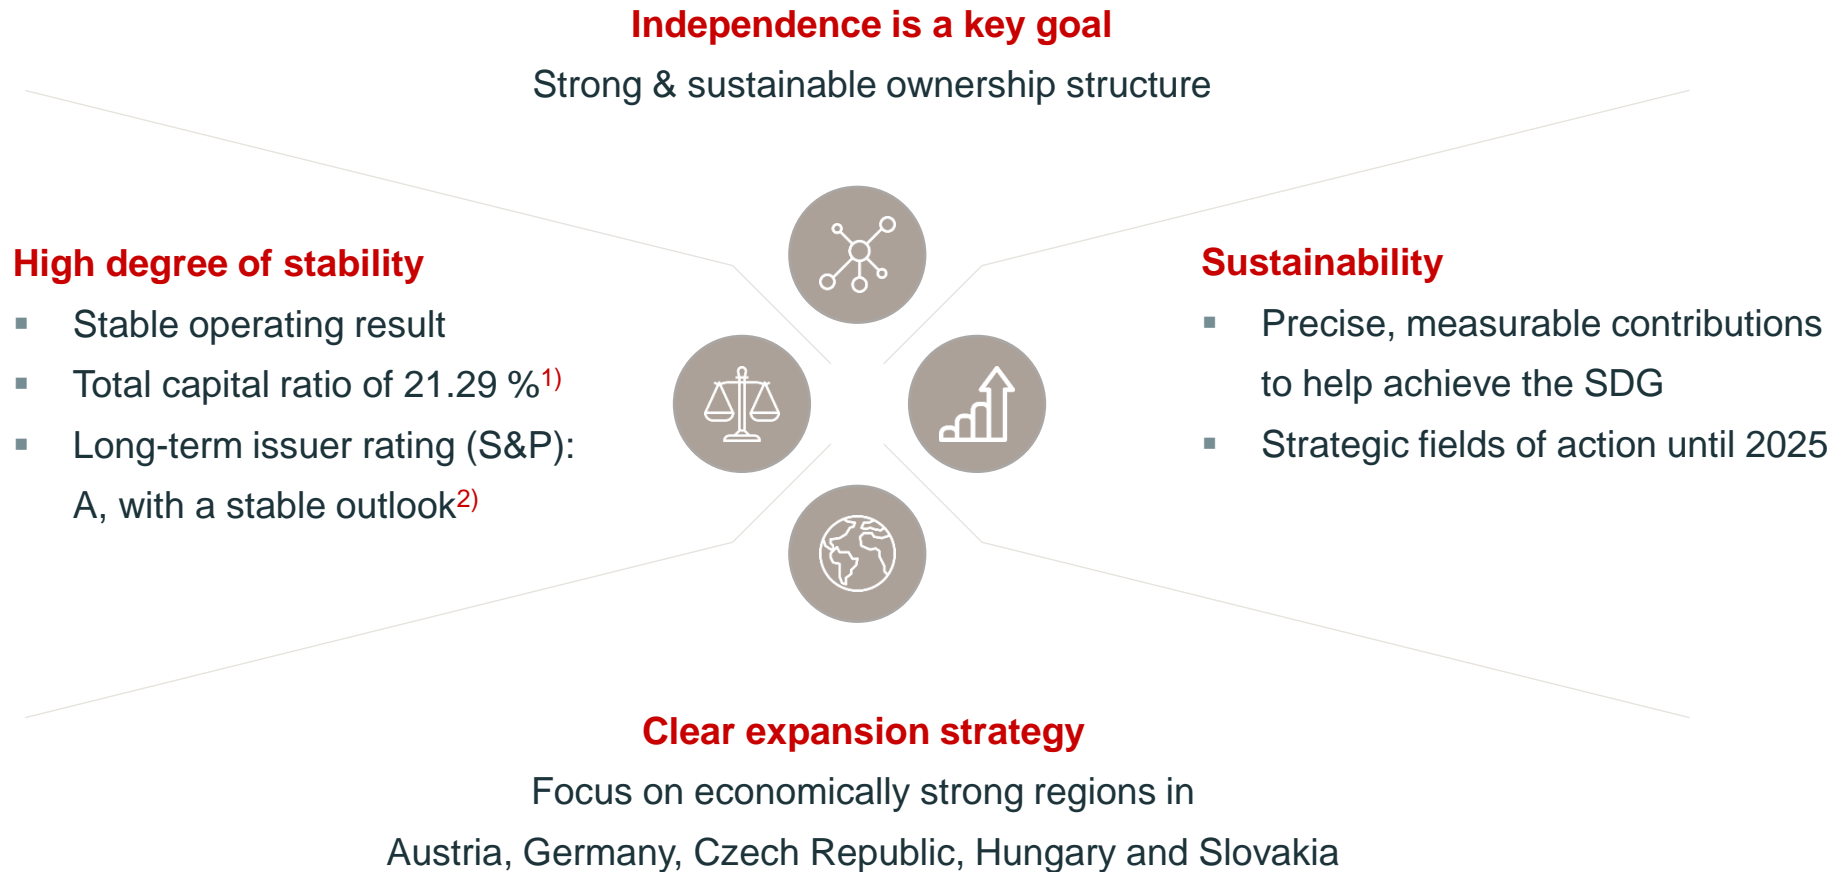 Independence is a key goal
Strong & sustainable ownership structure
High degree of stability
▪ Stable operating result
▪ Total capital ratio of 21.29 %1)
▪ Long-term issuer rating (S&P):
A, with a stable outlook2)
Sustainability
▪ Precise, measurable contributions
to help achieve the SDG
▪ Strategic fields of action until 2025
Clear expansion strategy
Focus on economically strong regions in
Austria, Germany, Czech Republic, Hungary and Slovakia